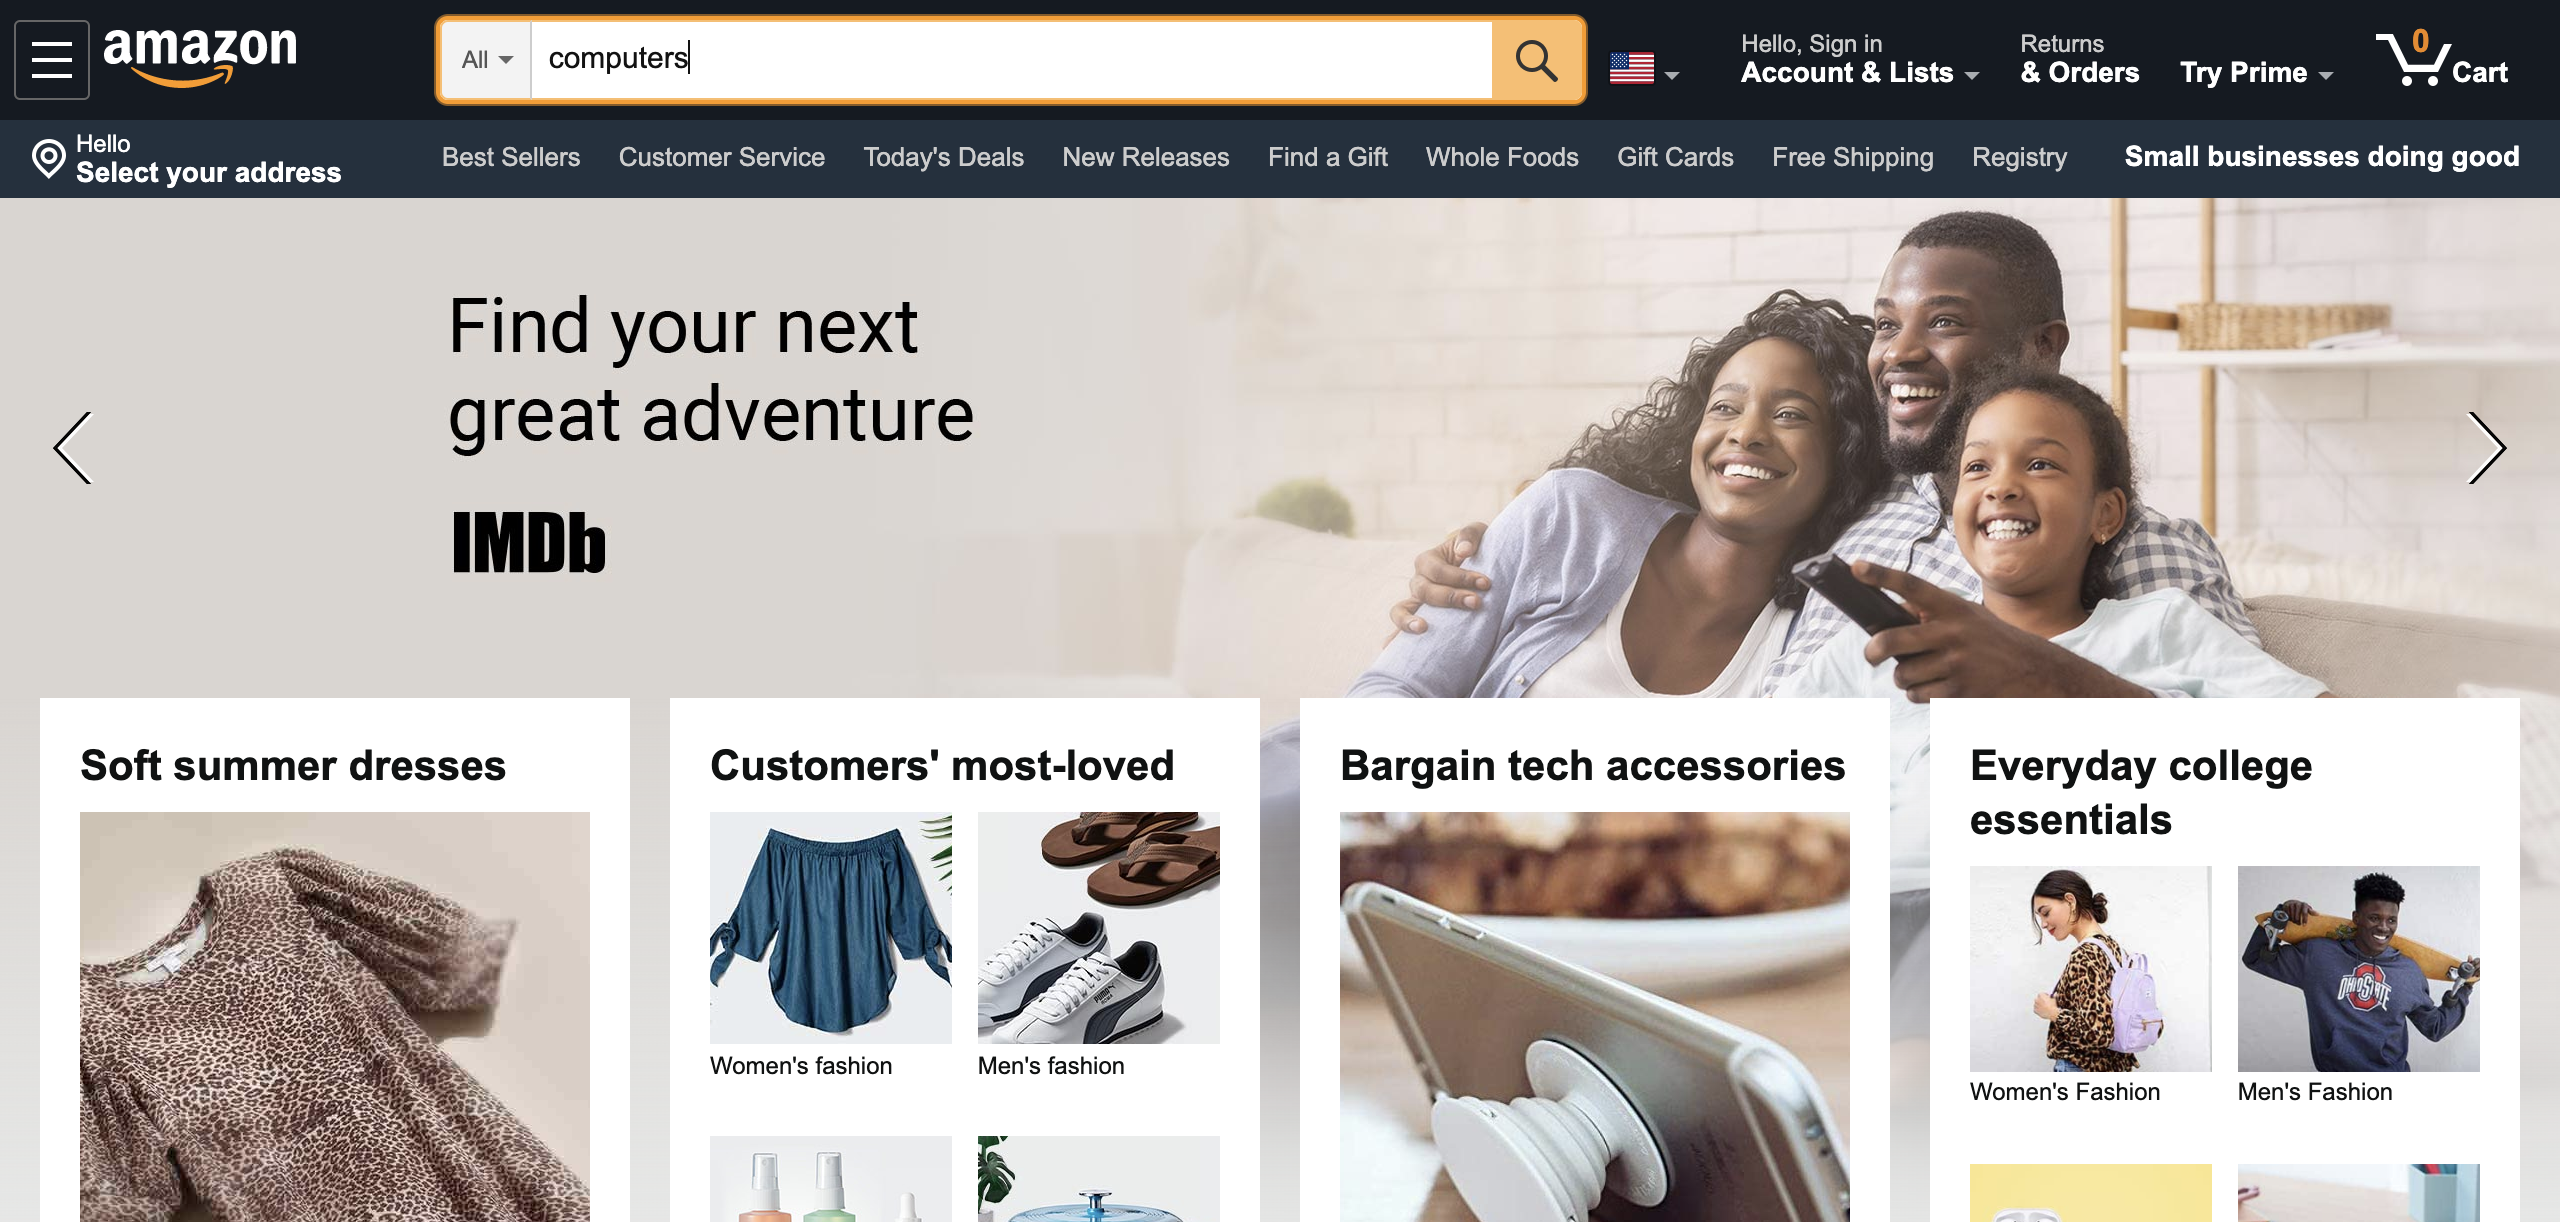 amazon
All
computers
Hello, Sign in
Account & Lists
Returns
& Orders
Try Prime
0
Cart
Hello
Select your address
Best Sellers
Customer Service
Today's Deals
New Releases
Find a Gift
Whole Foods
Gift Cards
Free Shipping
Registry
Small businesses doing good
Find your next
great adventure
IMDb
Soft summer dresses
Customers' most-loved
Women's fashion
PUMA
Men's fashion
Bargain tech accessories
Everyday college
essentials
Women's Fashion
OHIO STATE
Men's Fashion